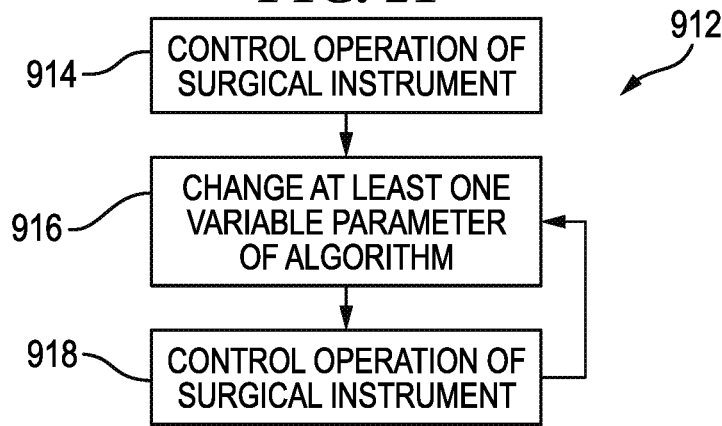 912
914
CONTROL OPERATION OF
SURGICAL INSTRUMENT
916
CHANGE AT LEAST ONE
VARIABLE PARAMETER
OF ALGORITHM
918
CONTROL OPERATION OF
SURGICAL INSTRUMENT